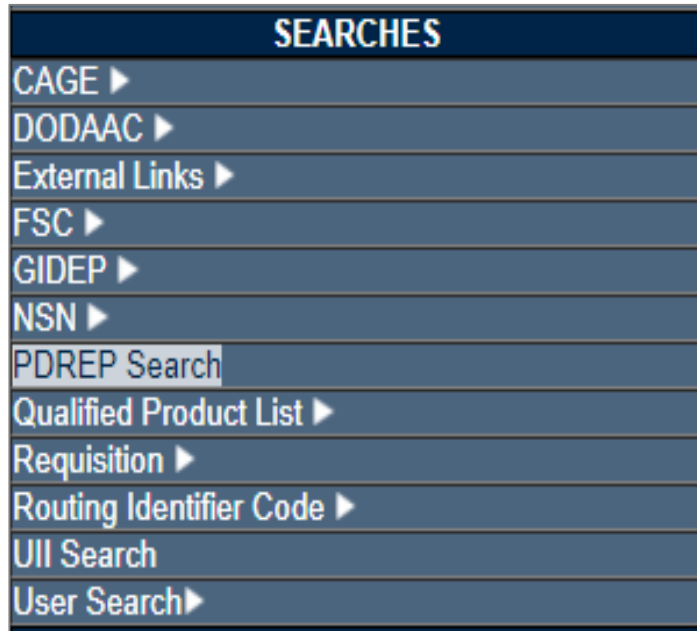 SEARCHES
CAGE ▶
DODAAC ▶
External Links ▶
FSC ▶
GIDEP ▶
NSN ▶
PDREP Search
Qualified Product List ▶
Requisition ▶
Routing Identifier Code ▶
UII Search
User Search▶